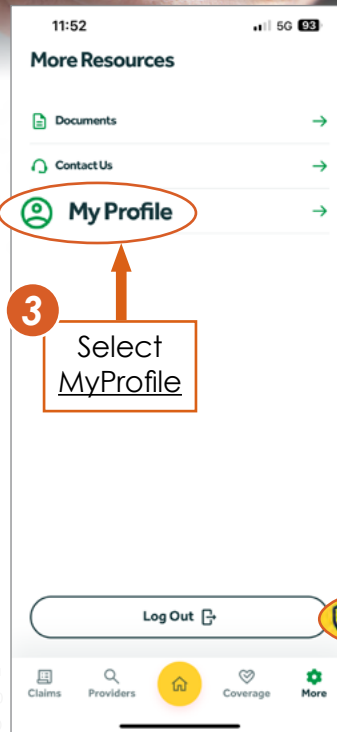 11:52 5G 93
More Resources
Documents
Contact Us
My Profile
3
Select
MyProfile
Log Out
Claims Providers Coverage More